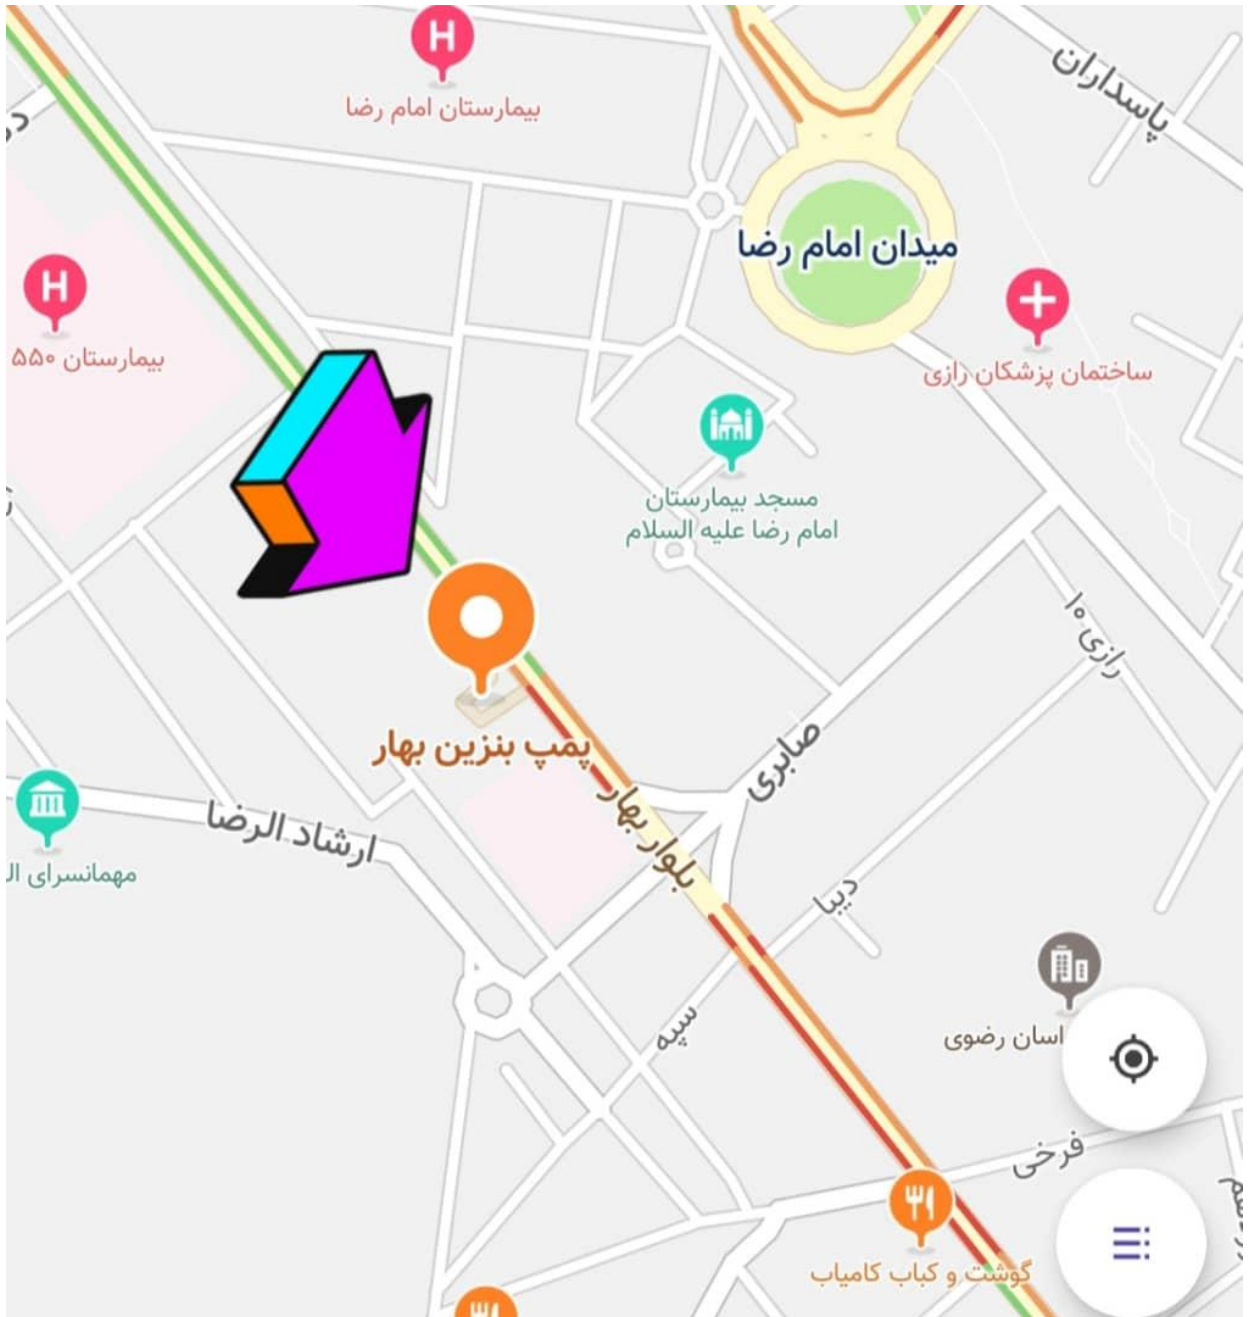 پاسداران
بیمارستان امام رضا
میدان امام رضا
بیمارستان ۵۵۰
ساختمان پزشکان رازی
مسجد بیمارستان
امام رضا علیه السلام
رازی ۱۰
پمپ بنزین بهار
صابری
بلوار بهار
ارشاد الرضا
مهمانسرای ال
دیبا
سپه
اسان رضوی
فرخی
گوشت و کباب کامیاب